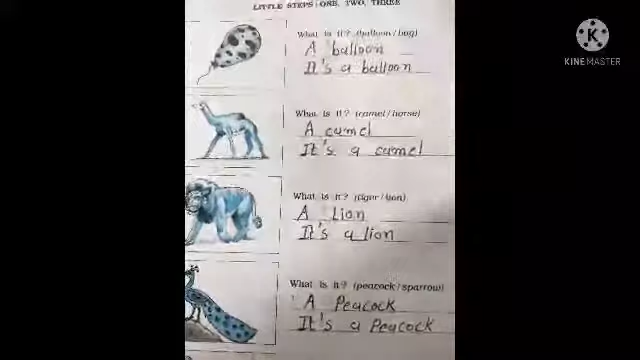 LITTLE STEPS : ONE, TWO, THREE
What is it? (balloon/bag)
A balloon
It's a balloon
What is it? (camel/horse)
A camel
It's a camel
What is it? (tiger/lion)
A Lion
It's a lion
What is it? (peacock/sparrow)
A Peacock
It's a Peacock
K
KINEMASTER